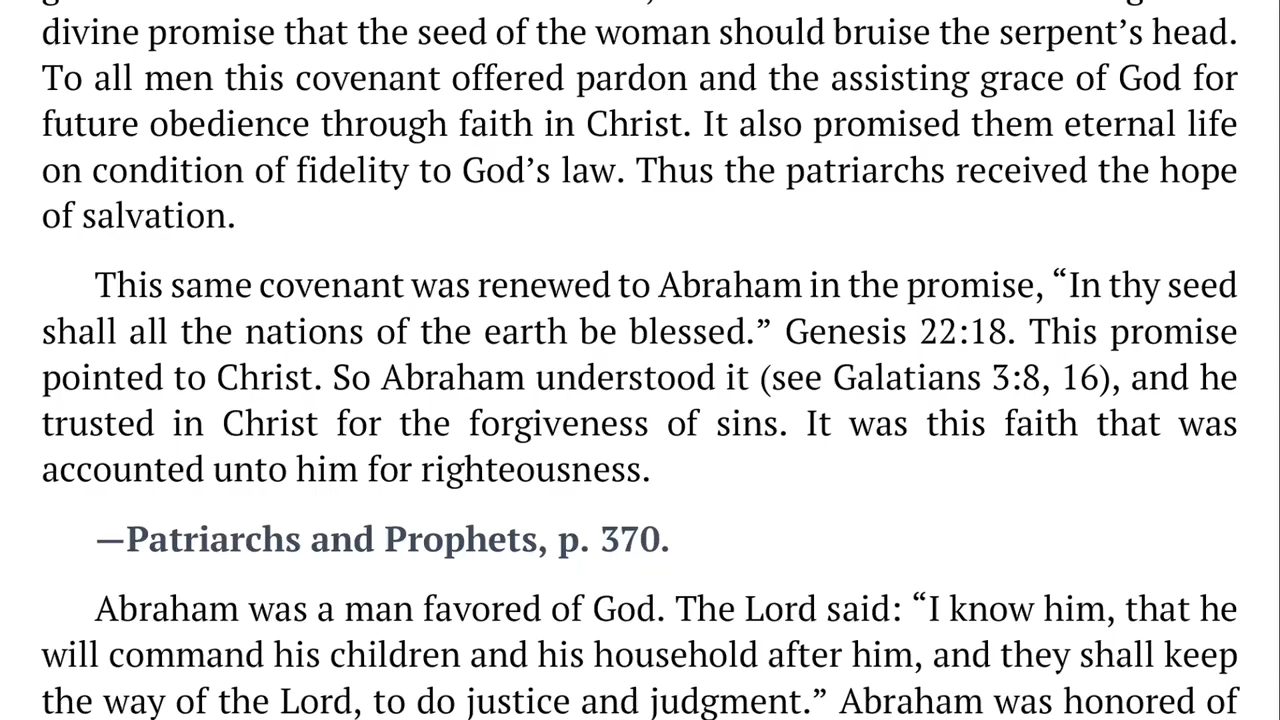 divine promise that the seed of the woman should bruise the serpent’s head.
To all men this covenant offered pardon and the assisting grace of God for
future obedience through faith in Christ. It also promised them eternal life
on condition of fidelity to God’s law. Thus the patriarchs received the hope
of salvation.
This same covenant was renewed to Abraham in the promise, “In thy seed
shall all the nations of the earth be blessed.” Genesis 22:18. This promise
pointed to Christ. So Abraham understood it (see Galatians 3:8, 16), and he
trusted in Christ for the forgiveness of sins. It was this faith that was
accounted unto him for righteousness.
—Patriarchs and Prophets, p. 370.
Abraham was a man favored of God. The Lord said: “I know him, that he
will command his children and his household after him, and they shall keep
the way of the Lord, to do justice and judgment.” Abraham was honored of